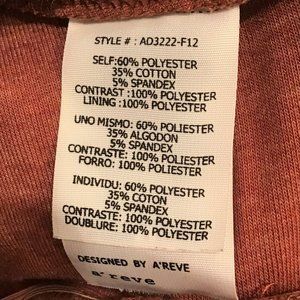 STYLE # : AD3222-F12
SELF:60% POLYESTER
35% COTTON
5% SPANDEX
CONTRAST :100% POLYESTER
LINING :100% POLYESTER
UNO MISMO: 60% POLIESTER
35% ALGODON
5% SPANDEX
CONTRASTE: 100% POLIESTER
FORRO: 100% POLIESTER
INDIVIDU: 60% POLYESTER
35% COTON
5% SPANDEX
CONTRASTE: 100% POLYESTER
DOUBLURE: 100% POLYESTER
DESIGNED BY A'REVE
a'reve